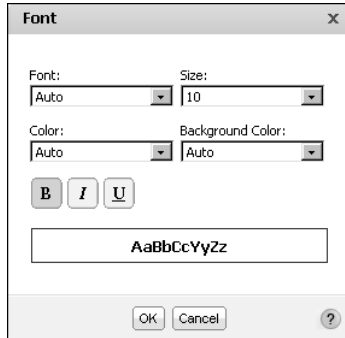 Font x
Font: Size:
Auto 10
Color: Background Color:
Auto Auto
B I U
AaBbCcYyZz
OK Cancel ?